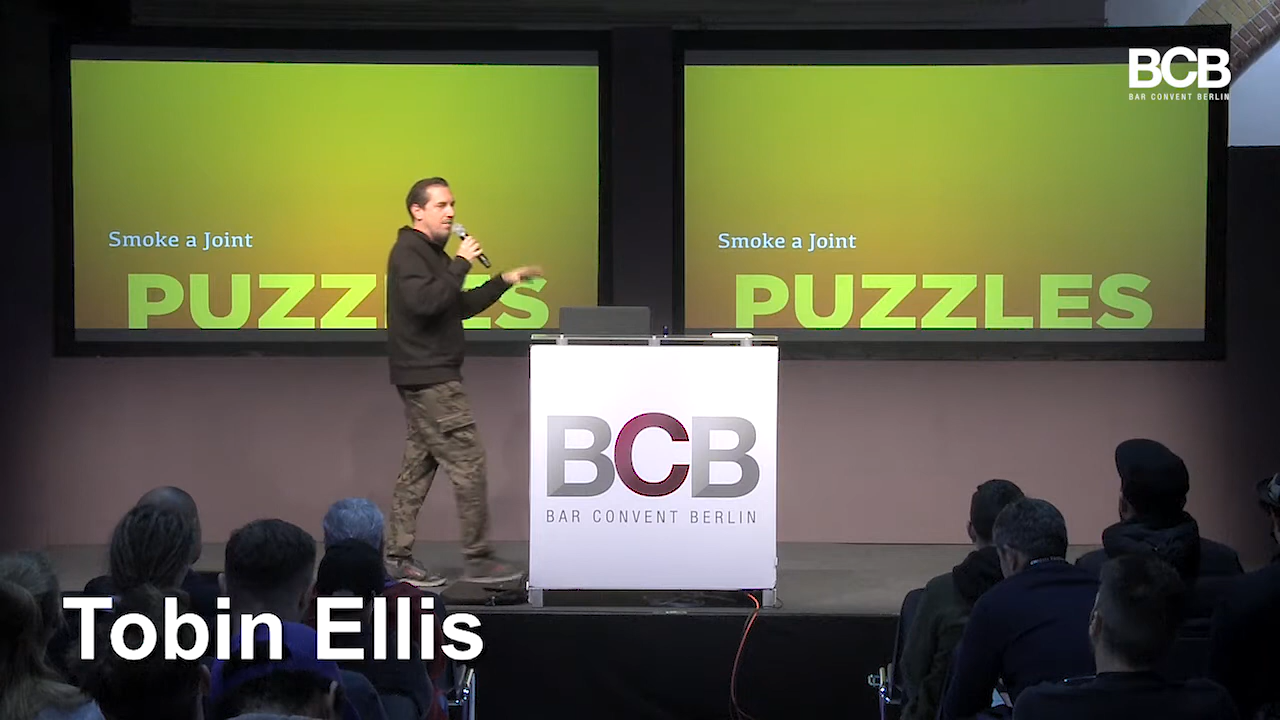 BCB
BAR CONVENT BERLIN
Smoke a Joint
PUZZLES
Smoke a Joint
PUZZLES
BCB
BAR CONVENT BERLIN
Tobin Ellis